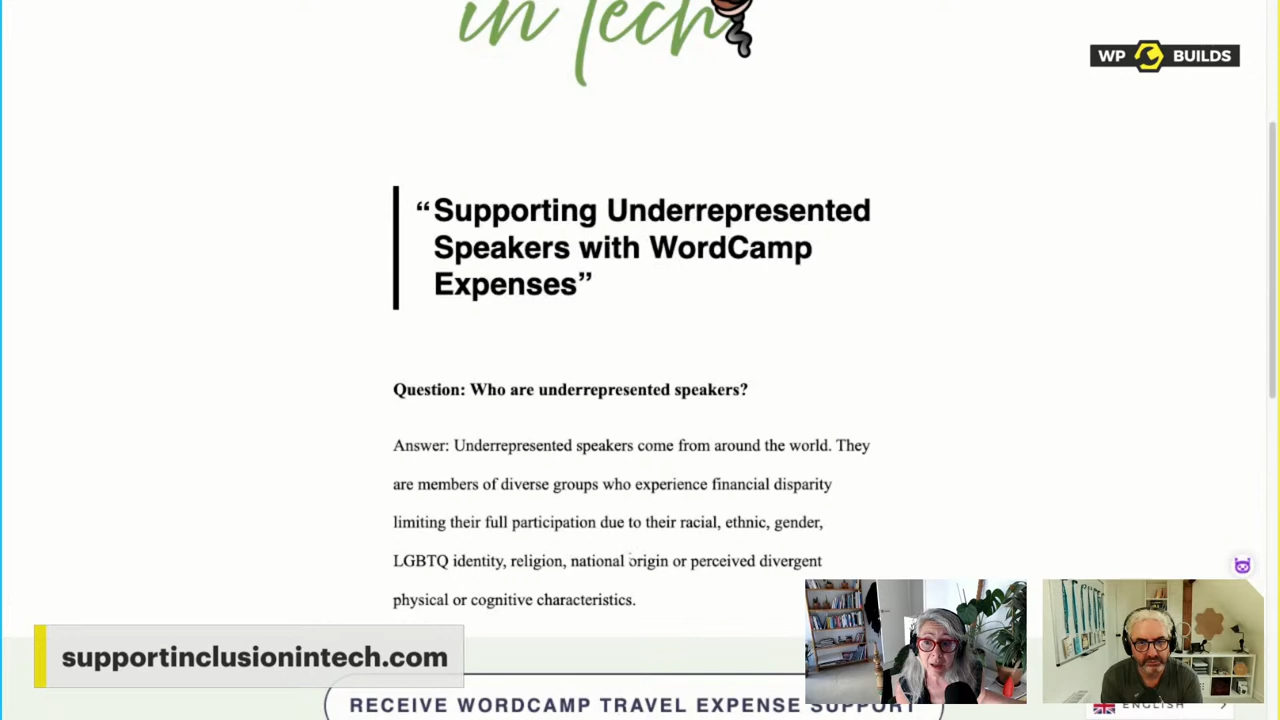 in Tech
WP BUILDS
“Supporting Underrepresented
Speakers with WordCamp
Expenses”
Question: Who are underrepresented speakers?
Answer: Underrepresented speakers come from around the world. They
are members of diverse groups who experience financial disparity
limiting their full participation due to their racial, ethnic, gender,
LGBTQ identity, religion, national origin or perceived divergent
physical or cognitive characteristics.
supportinclusionintech.com
RECEIVE WORDCAMP TRAVEL EXPENSE SUPPORT
ENGLISH